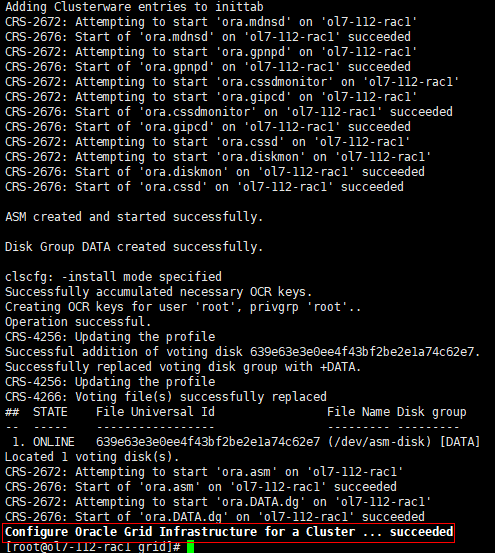 Adding Clusterware entries to inittab
CRS-2672: Attempting to start 'ora.mdnsd' on 'ol7-112-rac1'
CRS-2676: Start of 'ora.mdnsd' on 'ol7-112-rac1' succeeded
CRS-2672: Attempting to start 'ora.gpnpd' on 'ol7-112-rac1'
CRS-2676: Start of 'ora.gpnpd' on 'ol7-112-rac1' succeeded
CRS-2672: Attempting to start 'ora.cssdmonitor' on 'ol7-112-rac1'
CRS-2672: Attempting to start 'ora.gipcd' on 'ol7-112-rac1'
CRS-2676: Start of 'ora.cssdmonitor' on 'ol7-112-rac1' succeeded
CRS-2676: Start of 'ora.gipcd' on 'ol7-112-rac1' succeeded
CRS-2672: Attempting to start 'ora.cssd' on 'ol7-112-rac1'
CRS-2672: Attempting to start 'ora.diskmon' on 'ol7-112-rac1'
CRS-2676: Start of 'ora.diskmon' on 'ol7-112-rac1' succeeded
CRS-2676: Start of 'ora.cssd' on 'ol7-112-rac1' succeeded
ASM created and started successfully.
Disk Group DATA created successfully.
clscfg: -install mode specified
Successfully accumulated necessary OCR keys.
Creating OCR keys for user 'root', privgrp 'root'..
Operation successful.
CRS-4256: Updating the profile
Successful addition of voting disk 639e63e3e0ee4f43bf2be2e1a74c62e7.
Successfully replaced voting disk group with +DATA.
CRS-4256: Updating the profile
CRS-4266: Voting file(s) successfully replaced
##  STATE    File Universal Id                File Name Disk group
--  -----    -----------------                --------- ---------
 1. ONLINE   639e63e3e0ee4f43bf2be2e1a74c62e7 (/dev/asm-disk) [DATA]
Located 1 voting disk(s).
CRS-2672: Attempting to start 'ora.asm' on 'ol7-112-rac1'
CRS-2676: Start of 'ora.asm' on 'ol7-112-rac1' succeeded
CRS-2672: Attempting to start 'ora.DATA.dg' on 'ol7-112-rac1'
CRS-2676: Start of 'ora.DATA.dg' on 'ol7-112-rac1' succeeded
Configure Oracle Grid Infrastructure for a Cluster ... succeeded
[root@ol7-112-rac1 grid]#